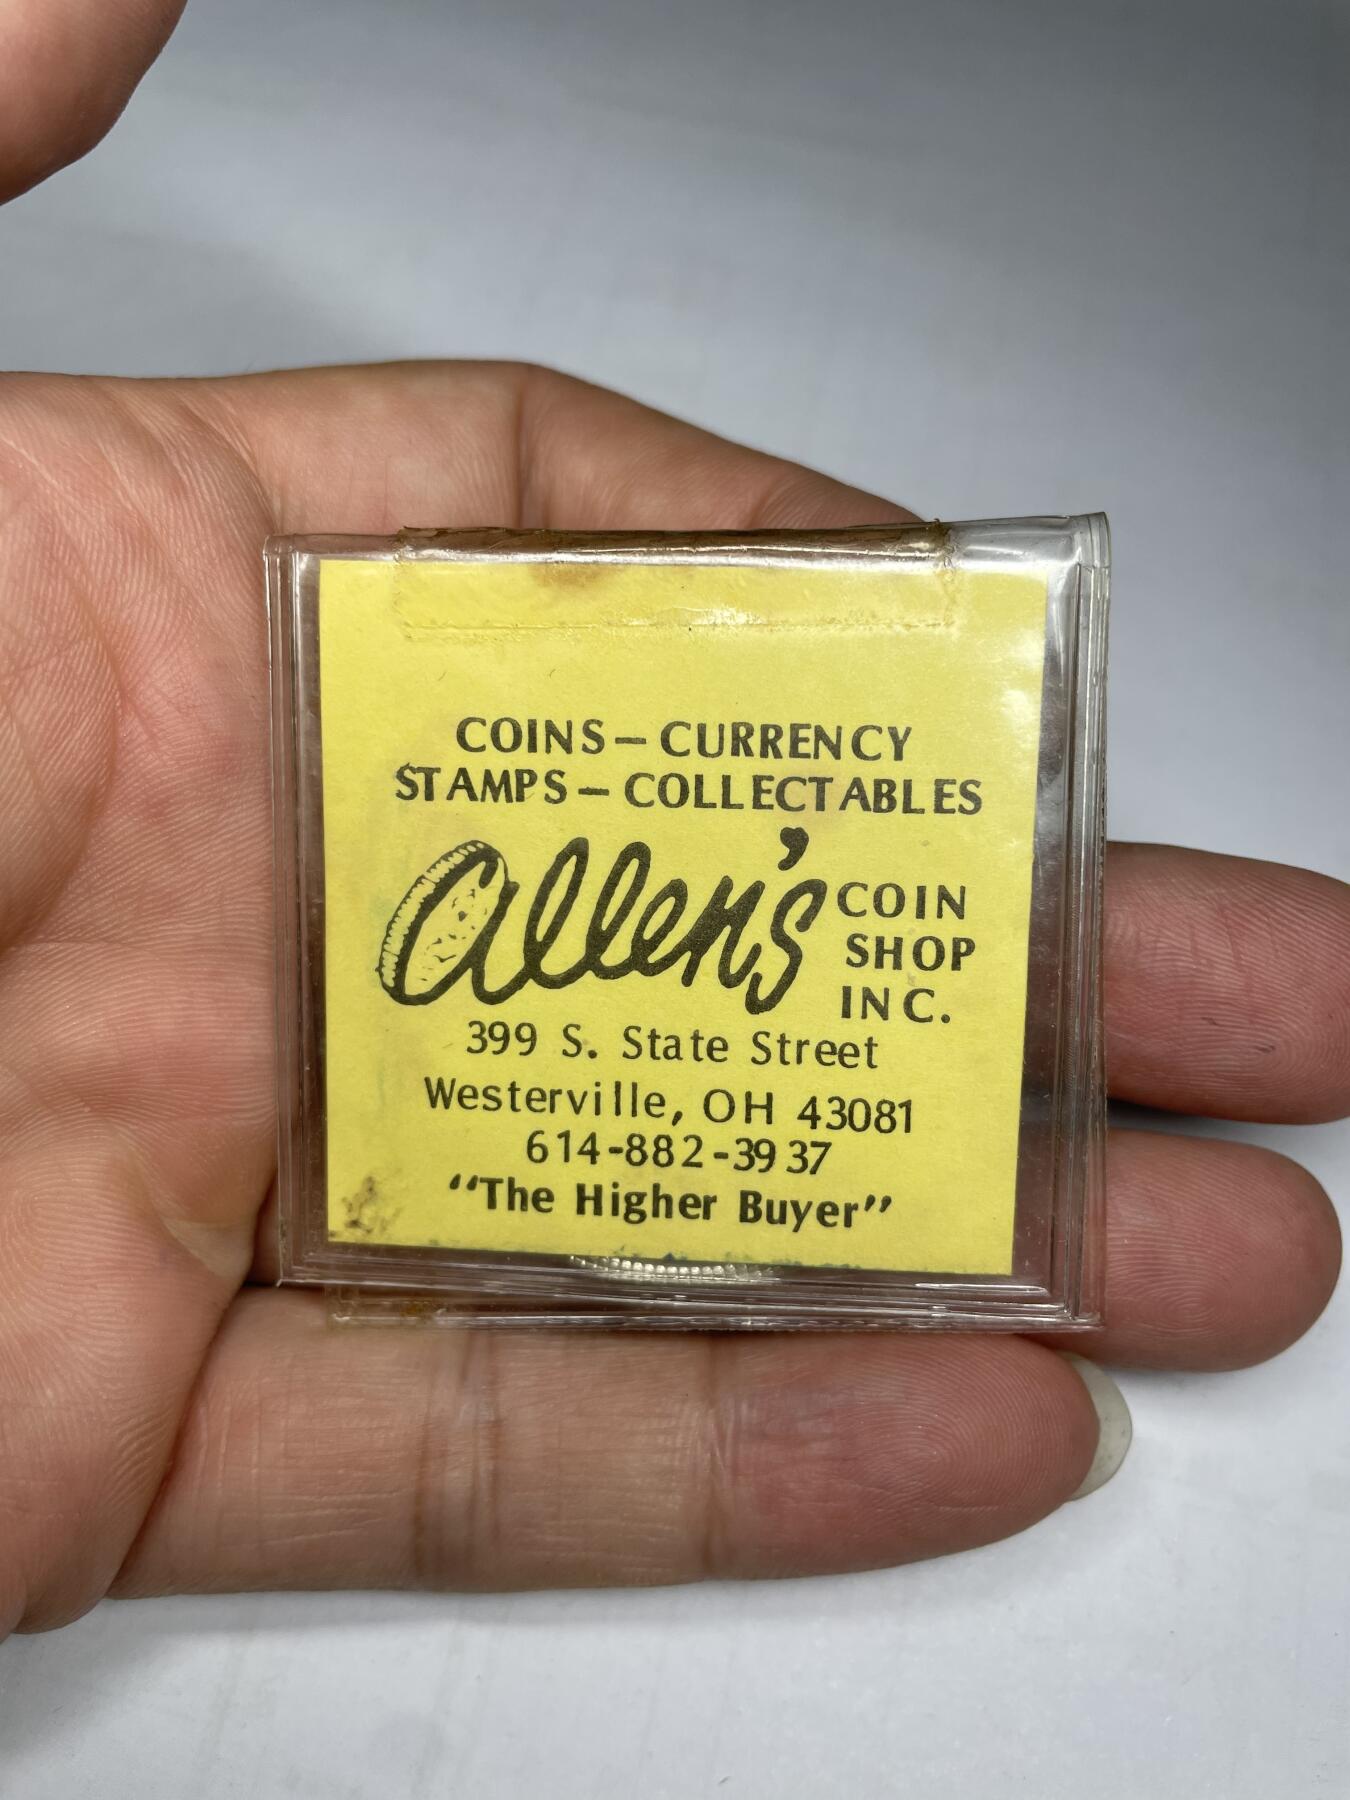 COINS – CURRENCY
STAMPS – COLLECTABLES
allen's COIN
SHOP
INC.
399 S. State Street
Westerville, OH 43081
614-882-3937
“The Higher Buyer”